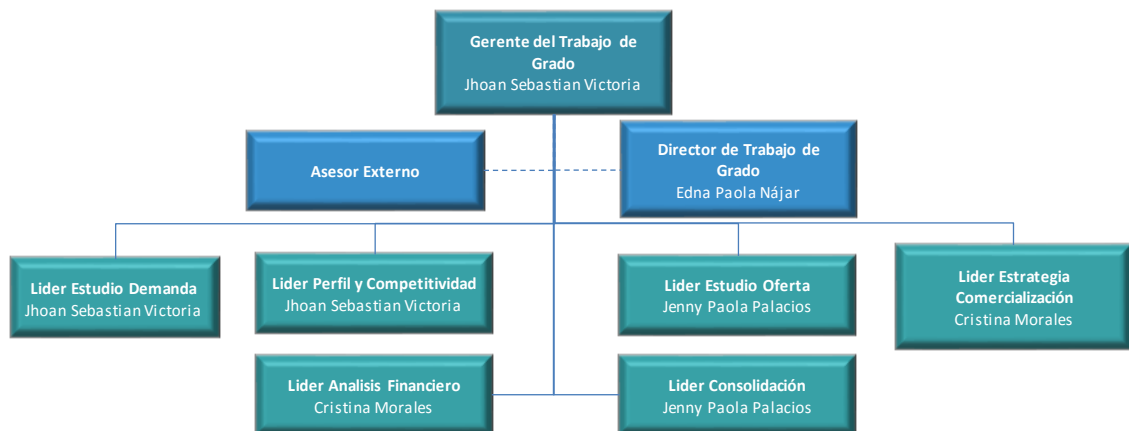 Gerente del Trabajo de
Grado
Jhoan Sebastian Victoria
Asesor Externo
Director de Trabajo de
Grado
Edna Paola Nájar
Lider Estudio Demanda
Jhoan Sebastian Victoria
Lider Perfil y Competitividad
Jhoan Sebastian Victoria
Lider Estudio Oferta
Jenny Paola Palacios
Lider Estrategia
Comercialización
Cristina Morales
Lider Analisis Financiero
Cristina Morales
Lider Consolidación
Jenny Paola Palacios